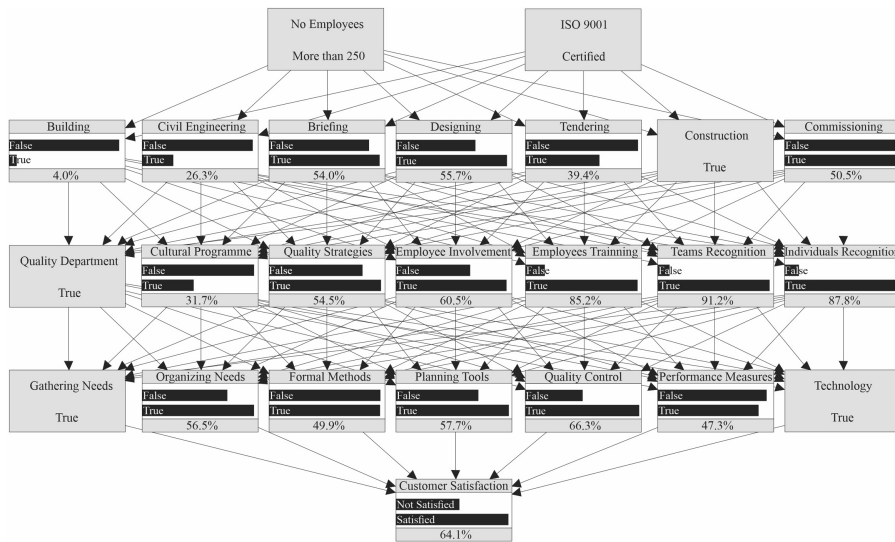 No Employees
More than 250
ISO 9001
Certified
Building
False
True
4.0%
Civil Engineering
False
True
26.3%
Briefing
False
True
54.0%
Designing
False
True
55.7%
Tendering
False
True
39.4%
Construction
True
Commissioning
False
True
50.5%
Quality Department
True
Cultural Programme
False
True
31.7%
Quality Strategies
False
True
54.5%
Employee Involvement
False
True
60.5%
Employees Trainning
False
True
85.2%
Teams Recognition
False
True
91.2%
Individuals Recognition
False
True
87.8%
Gathering Needs
True
Organizing Needs
False
True
56.5%
Formal Methods
False
True
49.9%
Planning Tools
False
True
57.7%
Quality Control
False
True
66.3%
Performance Measures
False
True
47.3%
Technology
True
Customer Satisfaction
Not Satisfied
Satisfied
64.1%